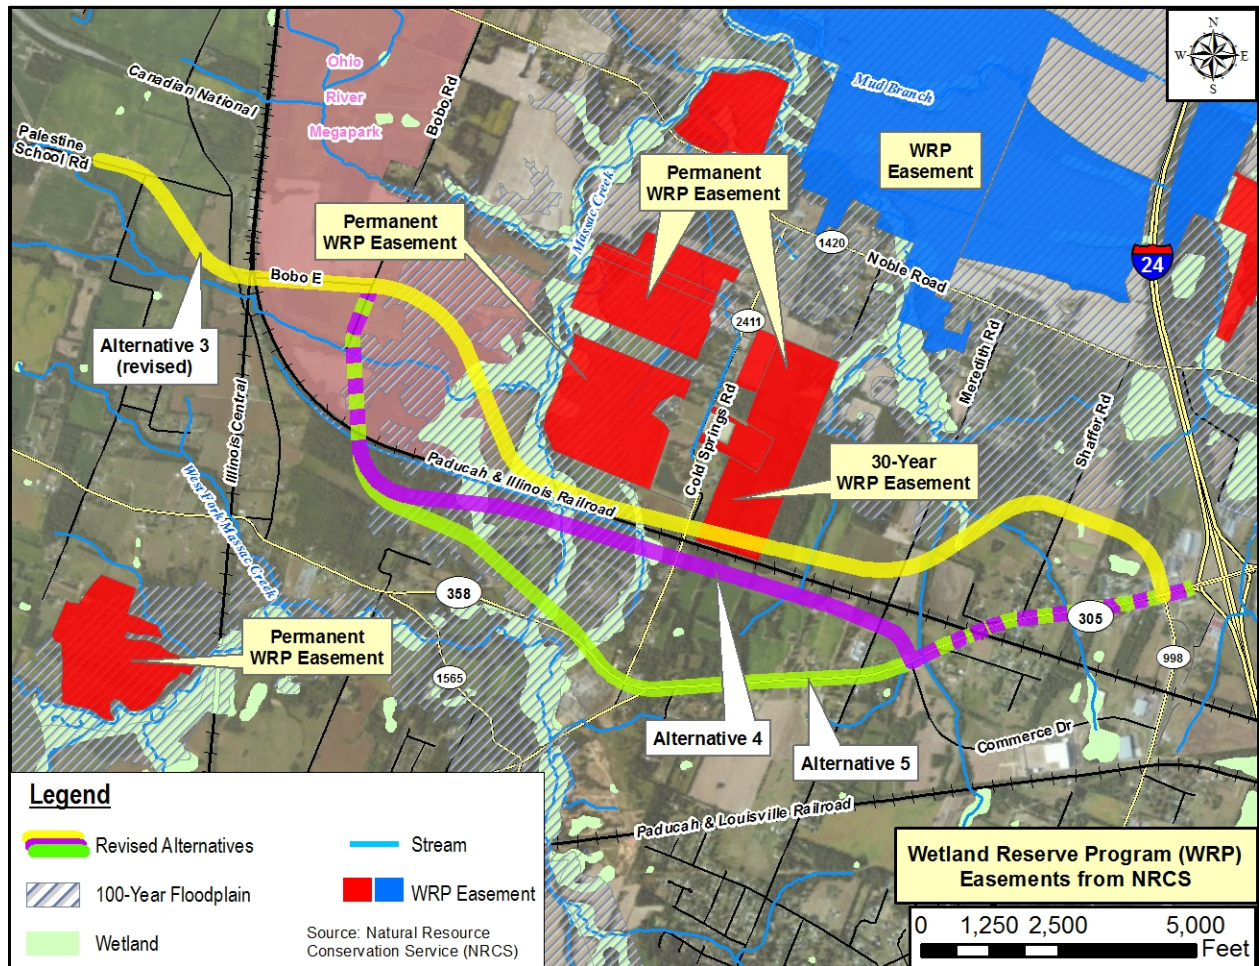 N
W E
S
Ohio
River
Megapark
Canadian National
Bobo Rd
Mud Branch
Palestine
School Rd
WRP
Easement
Permanent
WRP Easement
Permanent
WRP Easement
Massac Creek
1420
Noble Road
24
Bobo E
2411
Alternative 3
(revised)
Meredith Rd
Cold Springs Rd
Shaffer Rd
Illinois Central
Paducah & Illinois Railroad
30-Year
WRP Easement
West Fork Massac Creek
358
305
Permanent
WRP Easement
1565
998
Alternative 4
Commerce Dr
Alternative 5
Paducah & Louisville Railroad
Legend
Revised Alternatives
Stream
100-Year Floodplain
WRP Easement
Wetland
Source: Natural Resource
Conservation Service (NRCS)
Wetland Reserve Program (WRP)
Easements from NRCS
0 1,250 2,500 5,000
Feet